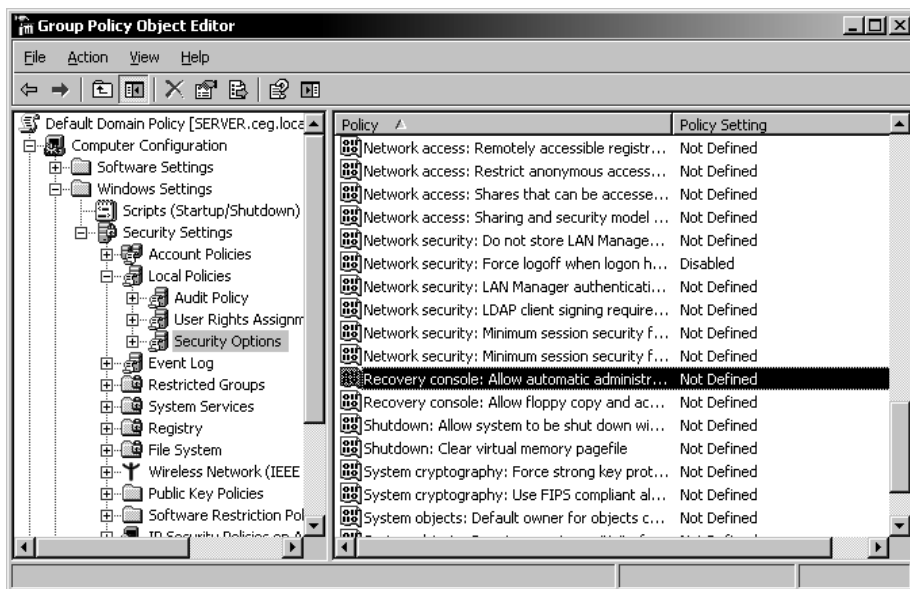 Group Policy Object Editor
File Action View Help
Default Domain Policy [SERVER.ceg.loca
Computer Configuration
Software Settings
Windows Settings
Scripts (Startup/Shutdown)
Security Settings
Account Policies
Local Policies
Audit Policy
User Rights Assignm
Security Options
Event Log
Restricted Groups
System Services
Registry
File System
Wireless Network (IEEE
Public Key Policies
Software Restriction Pol
IP Security Policies on A
Policy Policy Setting
Network access: Remotely accessible registr... Not Defined
Network access: Restrict anonymous access... Not Defined
Network access: Shares that can be accesse... Not Defined
Network access: Sharing and security model ... Not Defined
Network security: Do not store LAN Manage... Not Defined
Network security: Force logoff when logon h... Disabled
Network security: LAN Manager authenticati... Not Defined
Network security: LDAP client signing require... Not Defined
Network security: Minimum session security f... Not Defined
Network security: Minimum session security f... Not Defined
Recovery console: Allow automatic administr... Not Defined
Recovery console: Allow floppy copy and ac... Not Defined
Shutdown: Allow system to be shut down wi... Not Defined
Shutdown: Clear virtual memory pagefile Not Defined
System cryptography: Force strong key prot... Not Defined
System cryptography: Use FIPS compliant al... Not Defined
System objects: Default owner for objects c... Not Defined